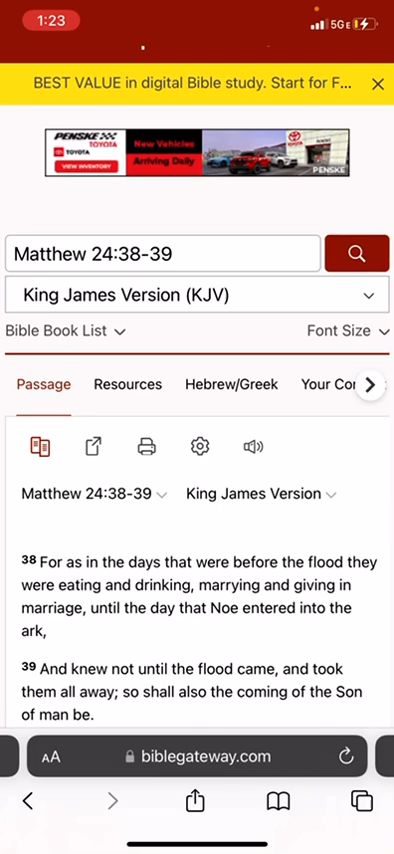 1:23
5GE
BEST VALUE in digital Bible study. Start for F...
PENSKE
TOYOTA
TOYOTA
VIEW INVENTORY
New Vehicles
Arriving Daily
TOYOTA
PENSKE
Matthew 24:38-39
King James Version (KJV)
Bible Book List Font Size
Passage Resources Hebrew/Greek Your Con
Matthew 24:38-39 King James Version
38 For as in the days that were before the flood they
were eating and drinking, marrying and giving in
marriage, until the day that Noe entered into the
ark,
39 And knew not until the flood came, and took
them all away; so shall also the coming of the Son
of man be.
AA biblegateway.com